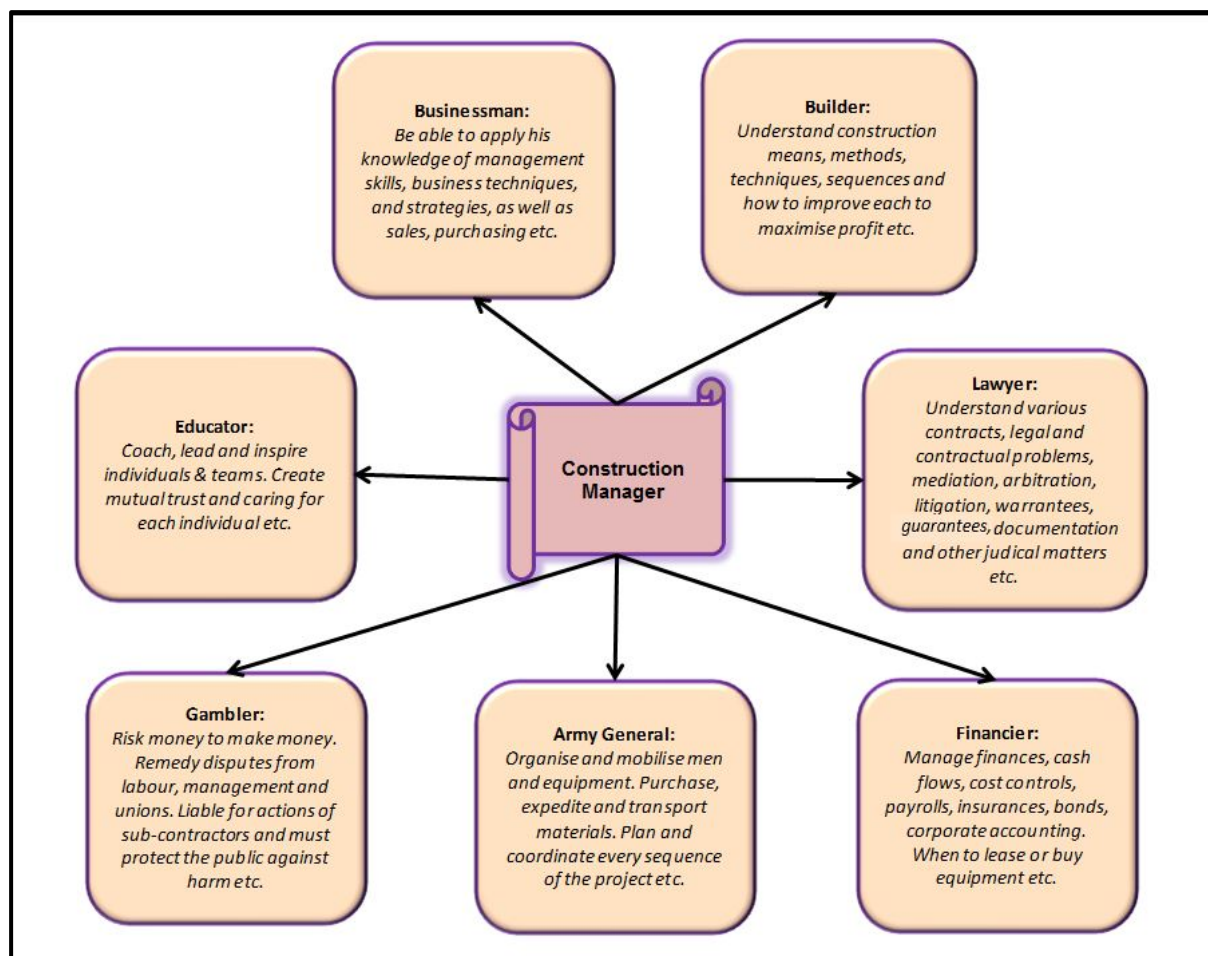 Businessman:
Be able to apply his
knowledge of management
skills, business techniques,
and strategies, as well as
sales, purchasing etc.
Builder:
Understand construction
means, methods,
techniques, sequences and
how to improve each to
maximise profit etc.
Educator:
Coach, lead and inspire
individuals & teams. Create
mutual trust and caring for
each individual etc.
Construction
Manager
Lawyer:
Understand various
contracts, legal and
contractual problems,
mediation, arbitration,
litigation, warrantees,
guarantees, documentation
and other judical matters
etc.
Gambler:
Risk money to make money.
Remedy disputes from
labour, management and
unions. Liable for actions of
sub-contractors and must
protect the public against
harm etc.
Army General:
Organise and mobilise men
and equipment. Purchase,
expedite and transport
materials. Plan and
coordinate every sequence
of the project etc.
Financier:
Manage finances, cash
flows, cost controls,
payrolls, insurances, bonds,
corporate accounting.
When to lease or buy
equipment etc.